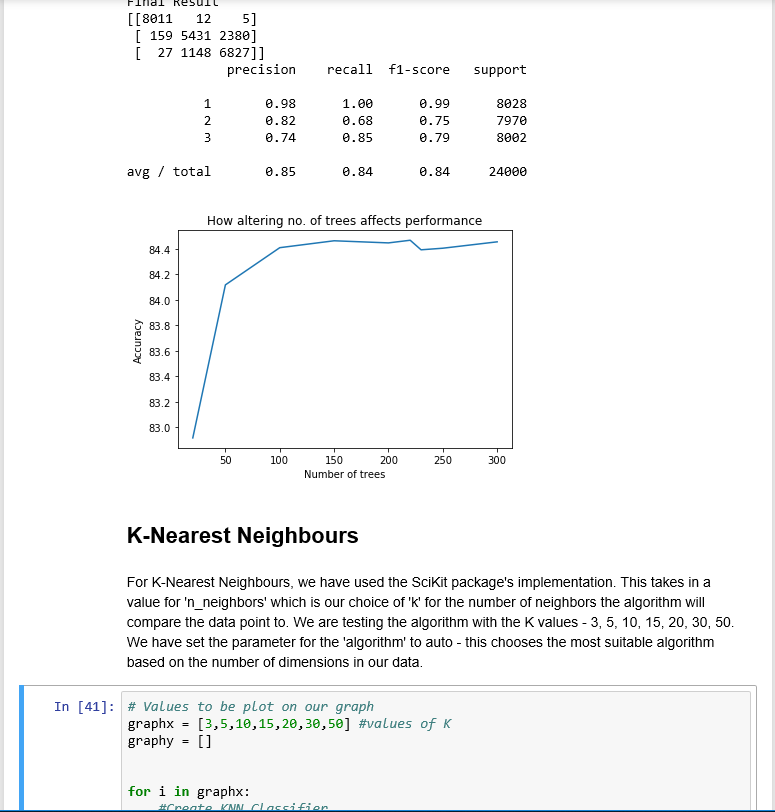 Final Result
[[8011   12    5]
 [ 159 5431 2380]
 [  27 1148 6827]]
             precision    recall  f1-score   support

          1       0.98      1.00      0.99      8028
          2       0.82      0.68      0.75      7970
          3       0.74      0.85      0.79      8002

avg / total       0.85      0.84      0.84     24000
How altering no. of trees affects performance
84.4
84.2
84.0
83.8
83.6
83.4
83.2
83.0
Accuracy
50 100 150 200 250 300
Number of trees
K-Nearest Neighbours
For K-Nearest Neighbours, we have used the SciKit package's implementation. This takes in a
value for 'n_neighbors' which is our choice of 'k' for the number of neighbors the algorithm will
compare the data point to. We are testing the algorithm with the K values - 3, 5, 10, 15, 20, 30, 50.
We have set the parameter for the 'algorithm' to auto - this chooses the most suitable algorithm
based on the number of dimensions in our data.
In [41]: # Values to be plot on our graph
graphx = [3,5,10,15,20,30,50] #values of K
graphy = []
for i in graphx:
    #Create KNN Classifier